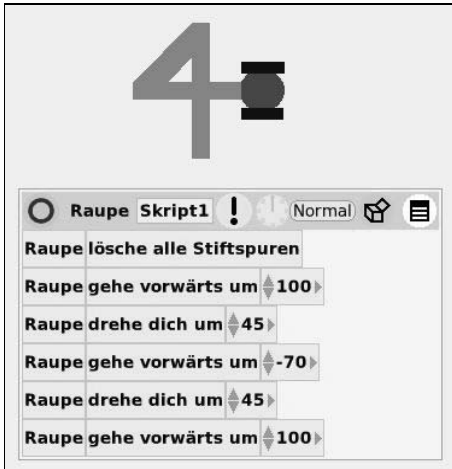 4
Raupe Skript1 ! Normal
Raupe lösche alle Stiftspuren
Raupe gehe vorwärts um 100
Raupe drehe dich um 45
Raupe gehe vorwärts um -70
Raupe drehe dich um 45
Raupe gehe vorwärts um 100